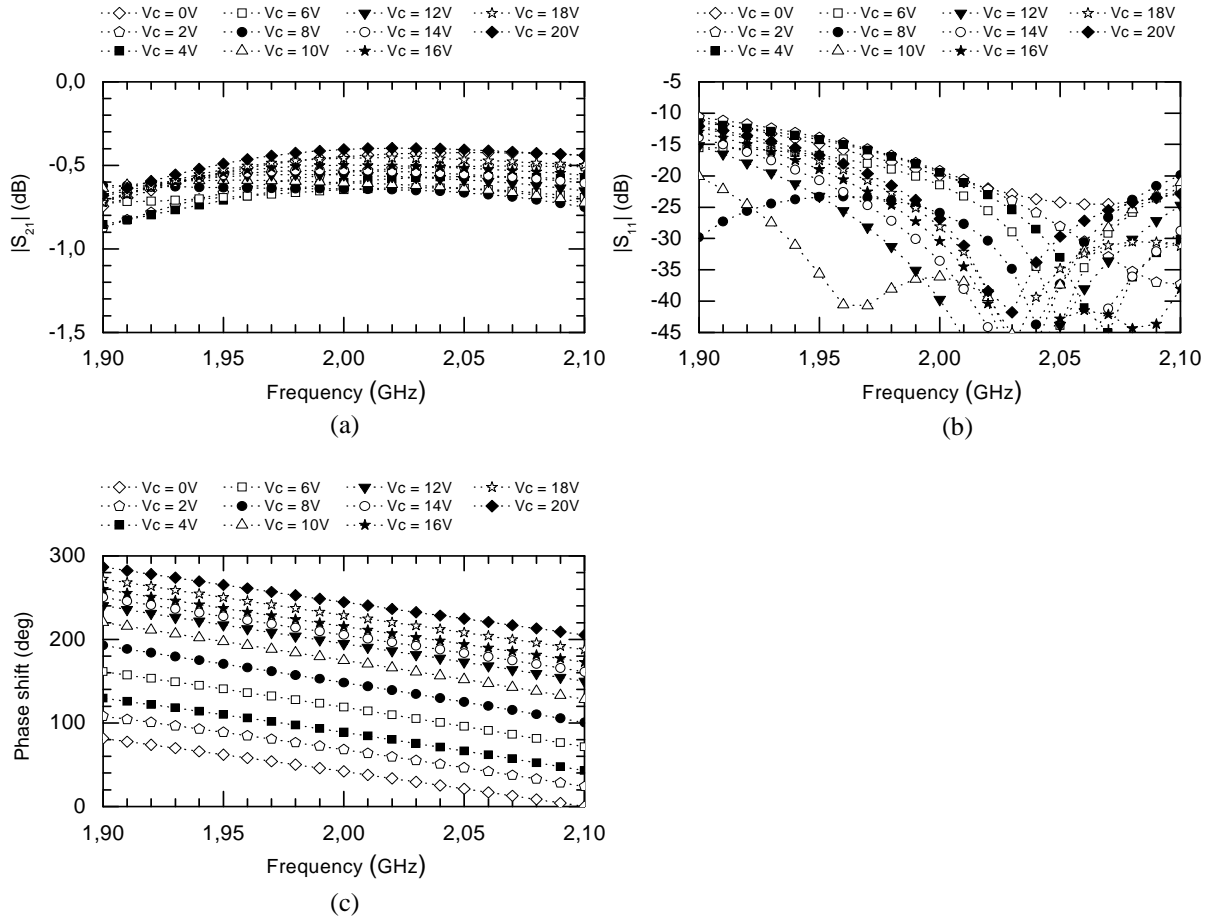 Vc = 0V Vc = 6V Vc = 12V Vc = 18V
Vc = 2V Vc = 8V Vc = 14V Vc = 20V
Vc = 4V Vc = 10V Vc = 16V
0,0
-0,5
-1,0
-1,5
|S21| (dB)
1,90 1,95 2,00 2,05 2,10
Frequency (GHz)
(a)
Vc = 0V Vc = 6V Vc = 12V Vc = 18V
Vc = 2V Vc = 8V Vc = 14V Vc = 20V
Vc = 4V Vc = 10V Vc = 16V
-5
-10
-15
-20
-25
-30
-35
-40
-45
|S11| (dB)
1,90 1,95 2,00 2,05 2,10
Frequency (GHz)
(b)
Vc = 0V Vc = 6V Vc = 12V Vc = 18V
Vc = 2V Vc = 8V Vc = 14V Vc = 20V
Vc = 4V Vc = 10V Vc = 16V
300
200
100
0
Phase shift (deg)
1,90 1,95 2,00 2,05 2,10
Frequency (GHz)
(c)